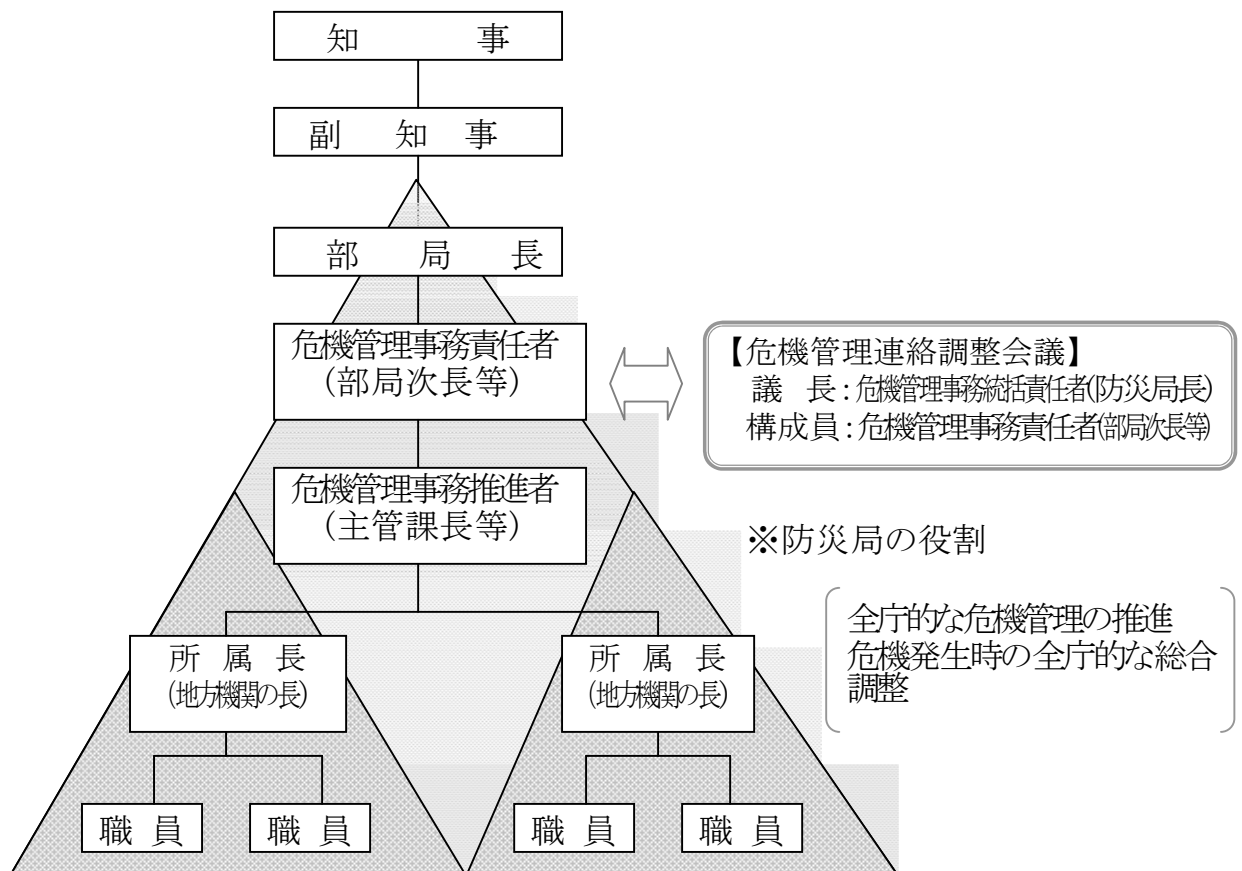 知 事
副 知 事
部 局 長
危機管理事務責任者
(部局次長等)
【危機管理連絡調整会議】
議 長:危機管理事務統括責任者(防災局長)
構成員:危機管理事務責任者(部局次長等)
危機管理事務推進者
(主管課長等)
※防災局の役割
全庁的な危機管理の推進
危機発生時の全庁的な総合
調整
所 属 長
(地方機関の長)
所 属 長
(地方機関の長)
職 員
職 員
職 員
職 員